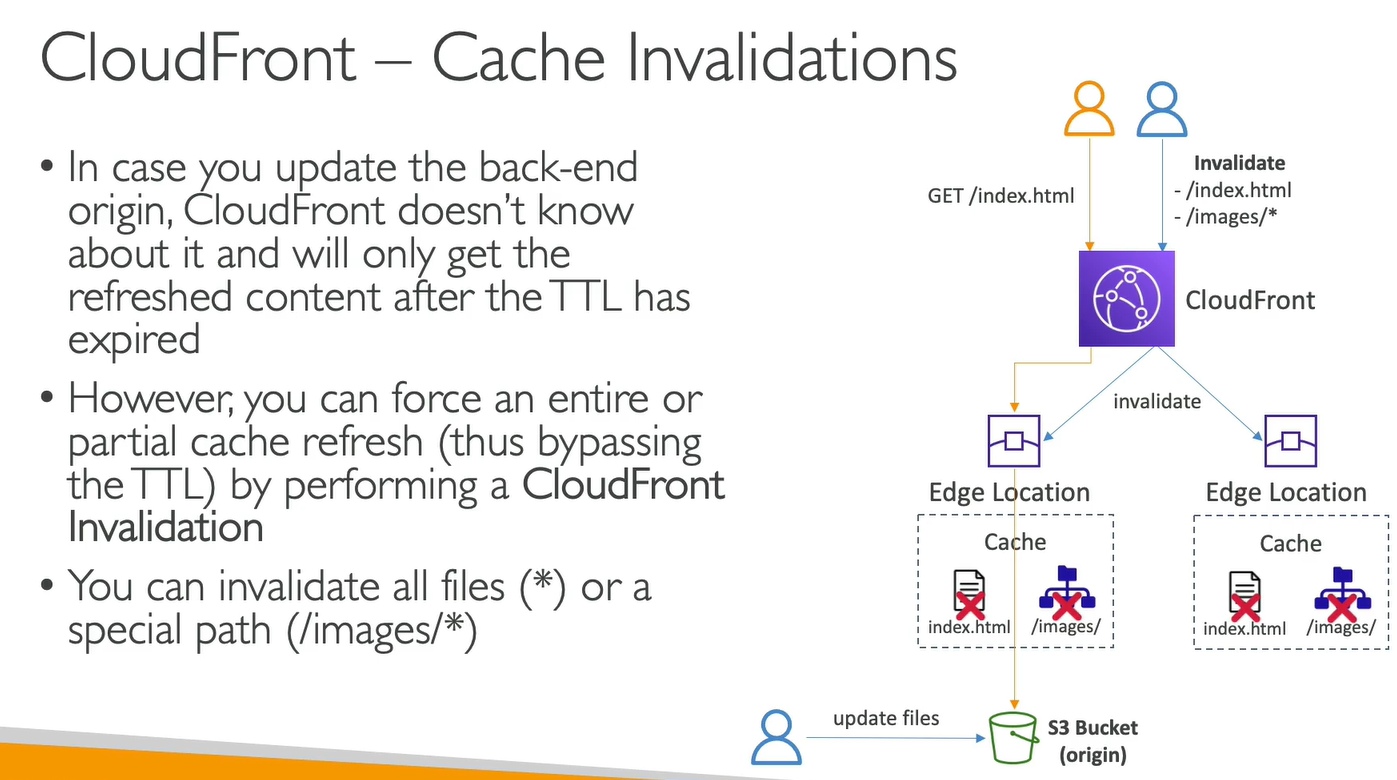 CloudFront – Cache Invalidations
• In case you update the back-end
origin, CloudFront doesn’t know
about it and will only get the
refreshed content after the TTL has
expired
• However, you can force an entire or
partial cache refresh (thus bypassing
the TTL) by performing a CloudFront
Invalidation
• You can invalidate all files (*) or a
special path (/images/*)
GET /index.html
Invalidate
- /index.html
- /images/*
CloudFront
invalidate
Edge Location
Cache
index.html
/images/
Edge Location
Cache
index.html
/images/
update files
S3 Bucket
(origin)